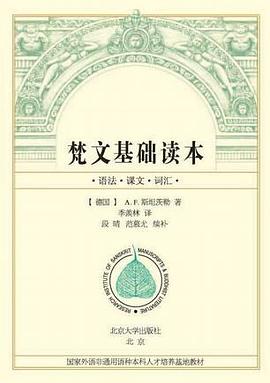 梵文基础读本
·语法·课文·词汇·
【德国】 A.F.斯坦茨勒 著
季羡林 译
段晴 范慕尤 续补
RESEARCH INSTITUTE OF SANSKRIT MANUSCRIPTS & BUDDHIST LITERATURE
北京大学出版社
北京
国家外语非通用语种本科人才培养基地教材